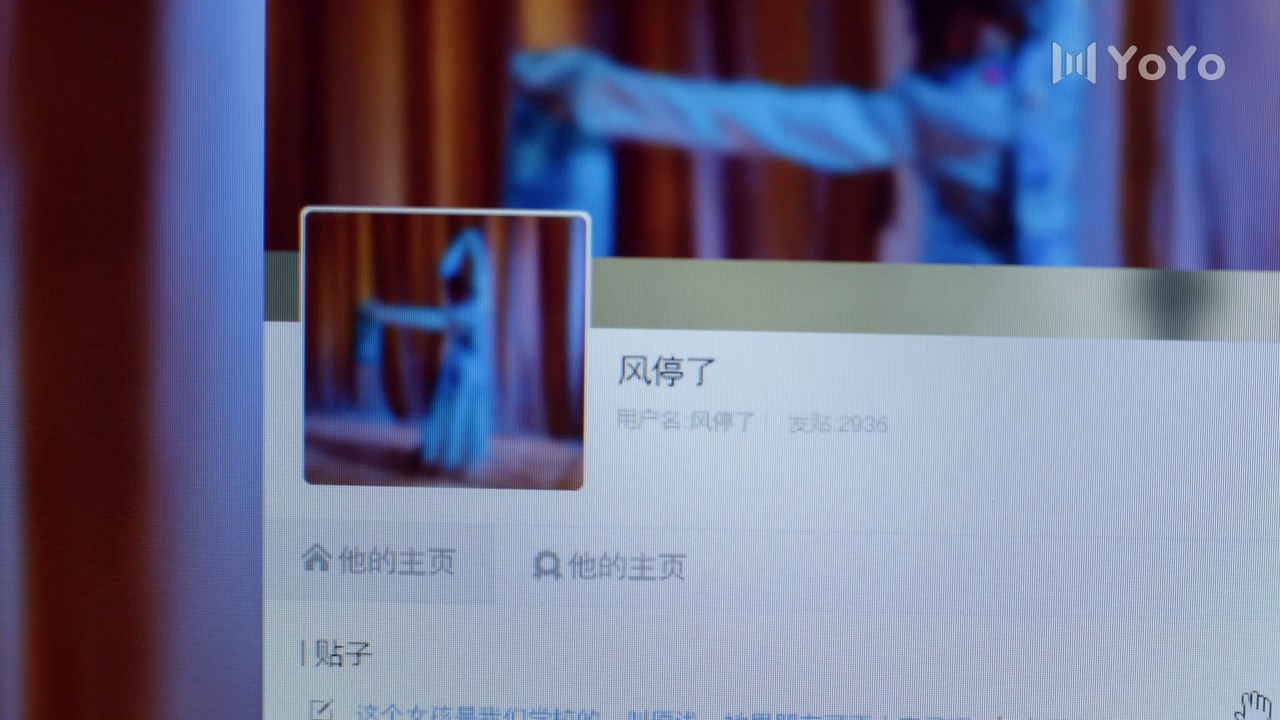 YoYo
风停了
用户名:风停了 发贴:2936
他的主页 他的主页
贴子
这个女孩是我们学校的